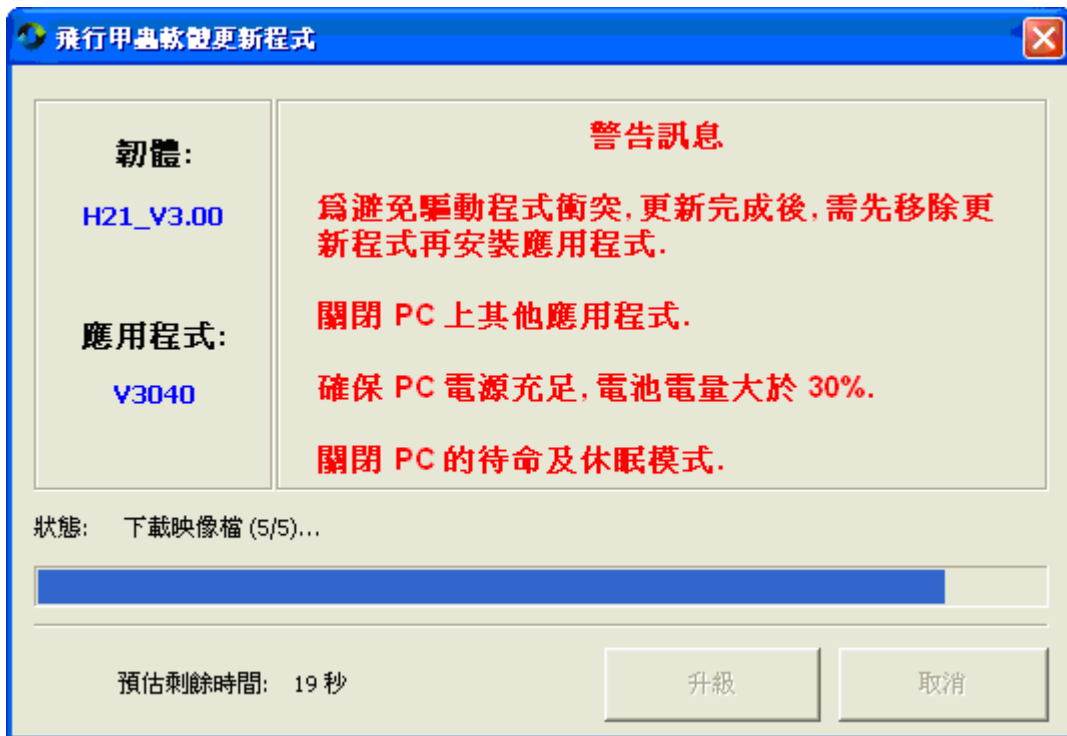 飛行甲蟲軟體更新程式
韌體:
H21_V3.00
應用程式:
V3040
警告訊息
為避免驅動程式衝突,更新完成後,需先移除更
新程式再安裝應用程式.
關閉 PC 上其他應用程式.
確保 PC 電源充足,電池電量大於 30%.
關閉 PC 的待命及休眠模式.
狀態: 下載映像檔 (5/5)...
預估剩餘時間: 19 秒
升級
取消